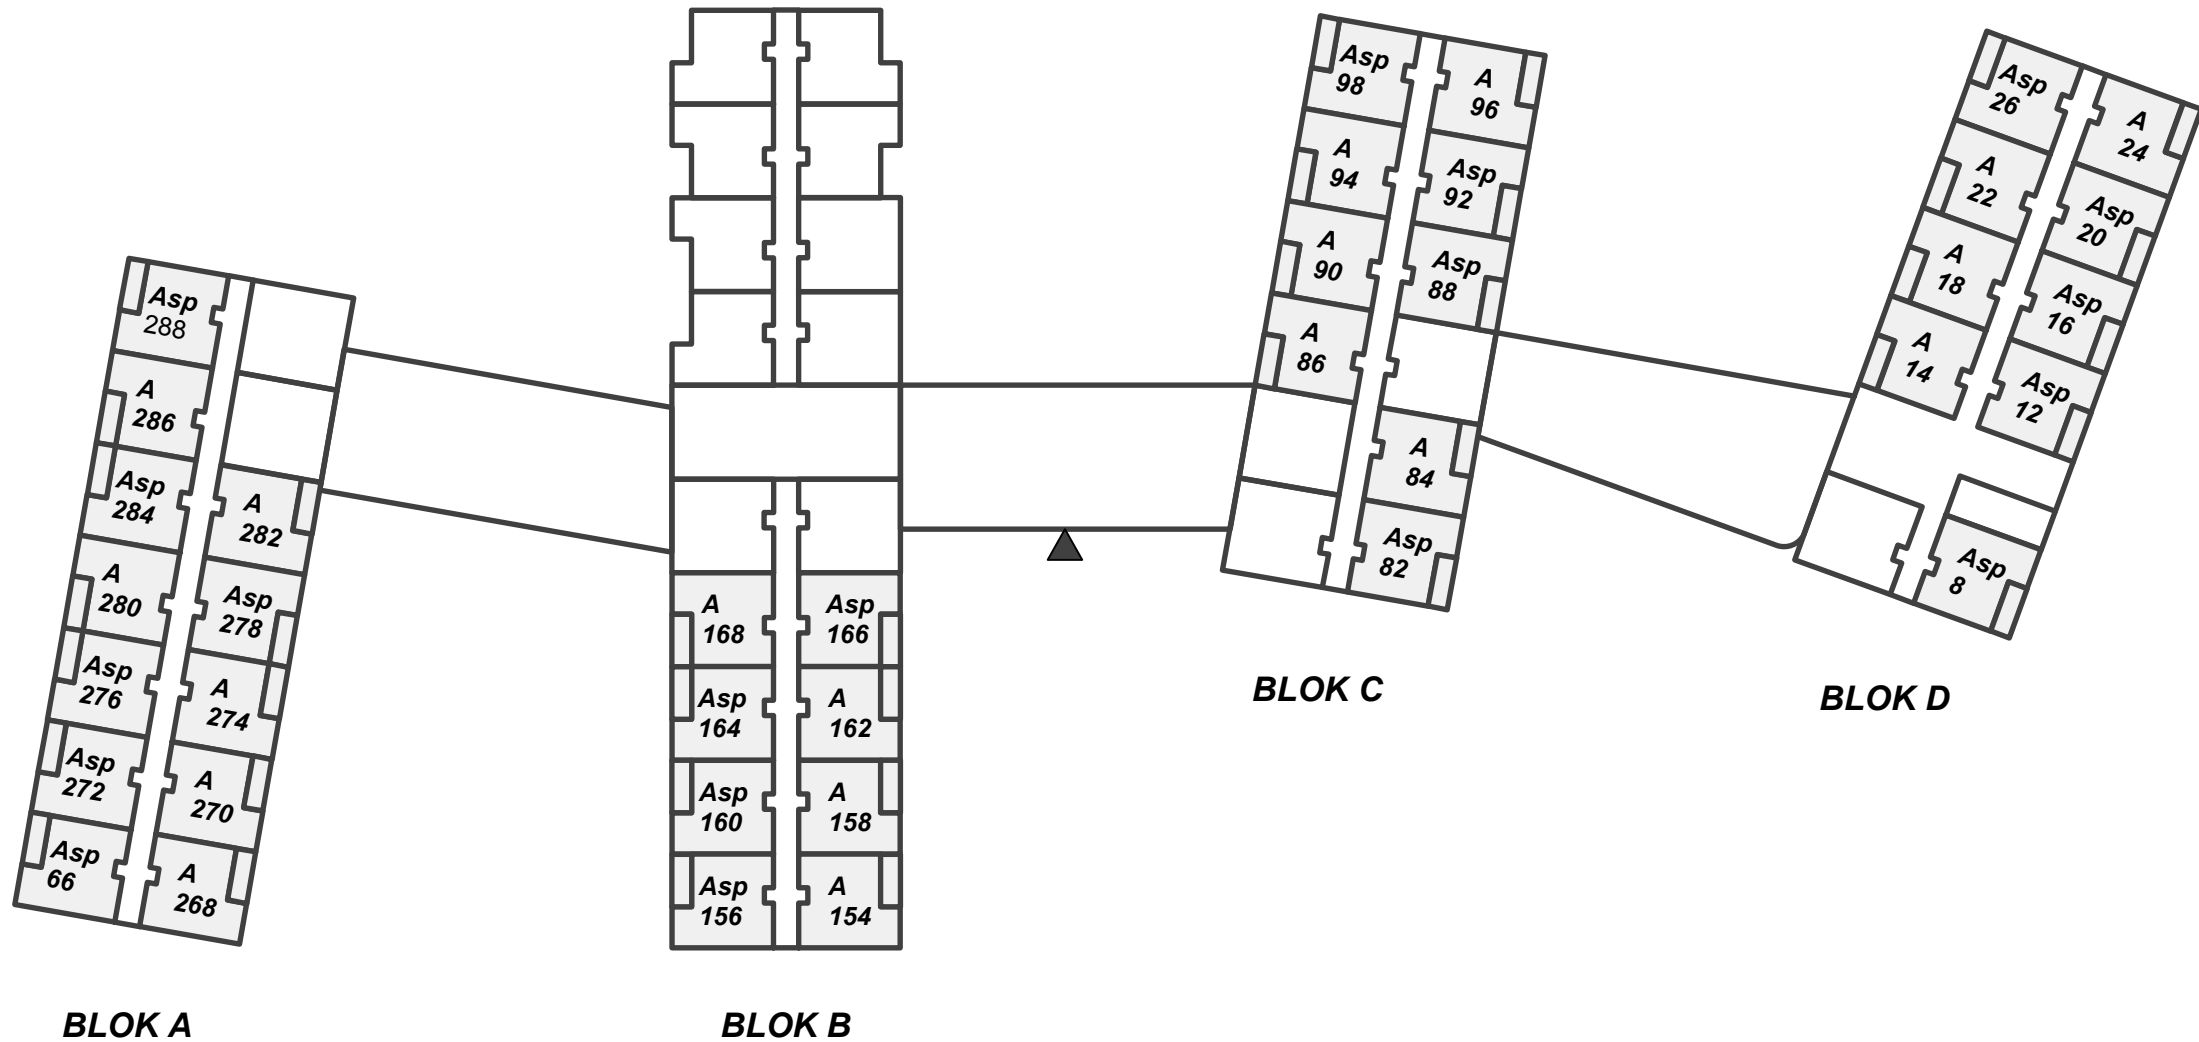 Asp
288
A
286
Asp
284
A
282
A
280
Asp
278
Asp
276
A
274
Asp
272
A
270
Asp
66
A
268
BLOK A
A
168
Asp
166
Asp
164
A
162
Asp
160
A
158
Asp
156
A
154
BLOK B
Asp
98
A
96
A
94
Asp
92
A
90
Asp
88
A
86
A
84
Asp
82
BLOK C
Asp
26
A
24
A
22
Asp
20
A
18
Asp
16
A
14
Asp
12
Asp
8
BLOK D